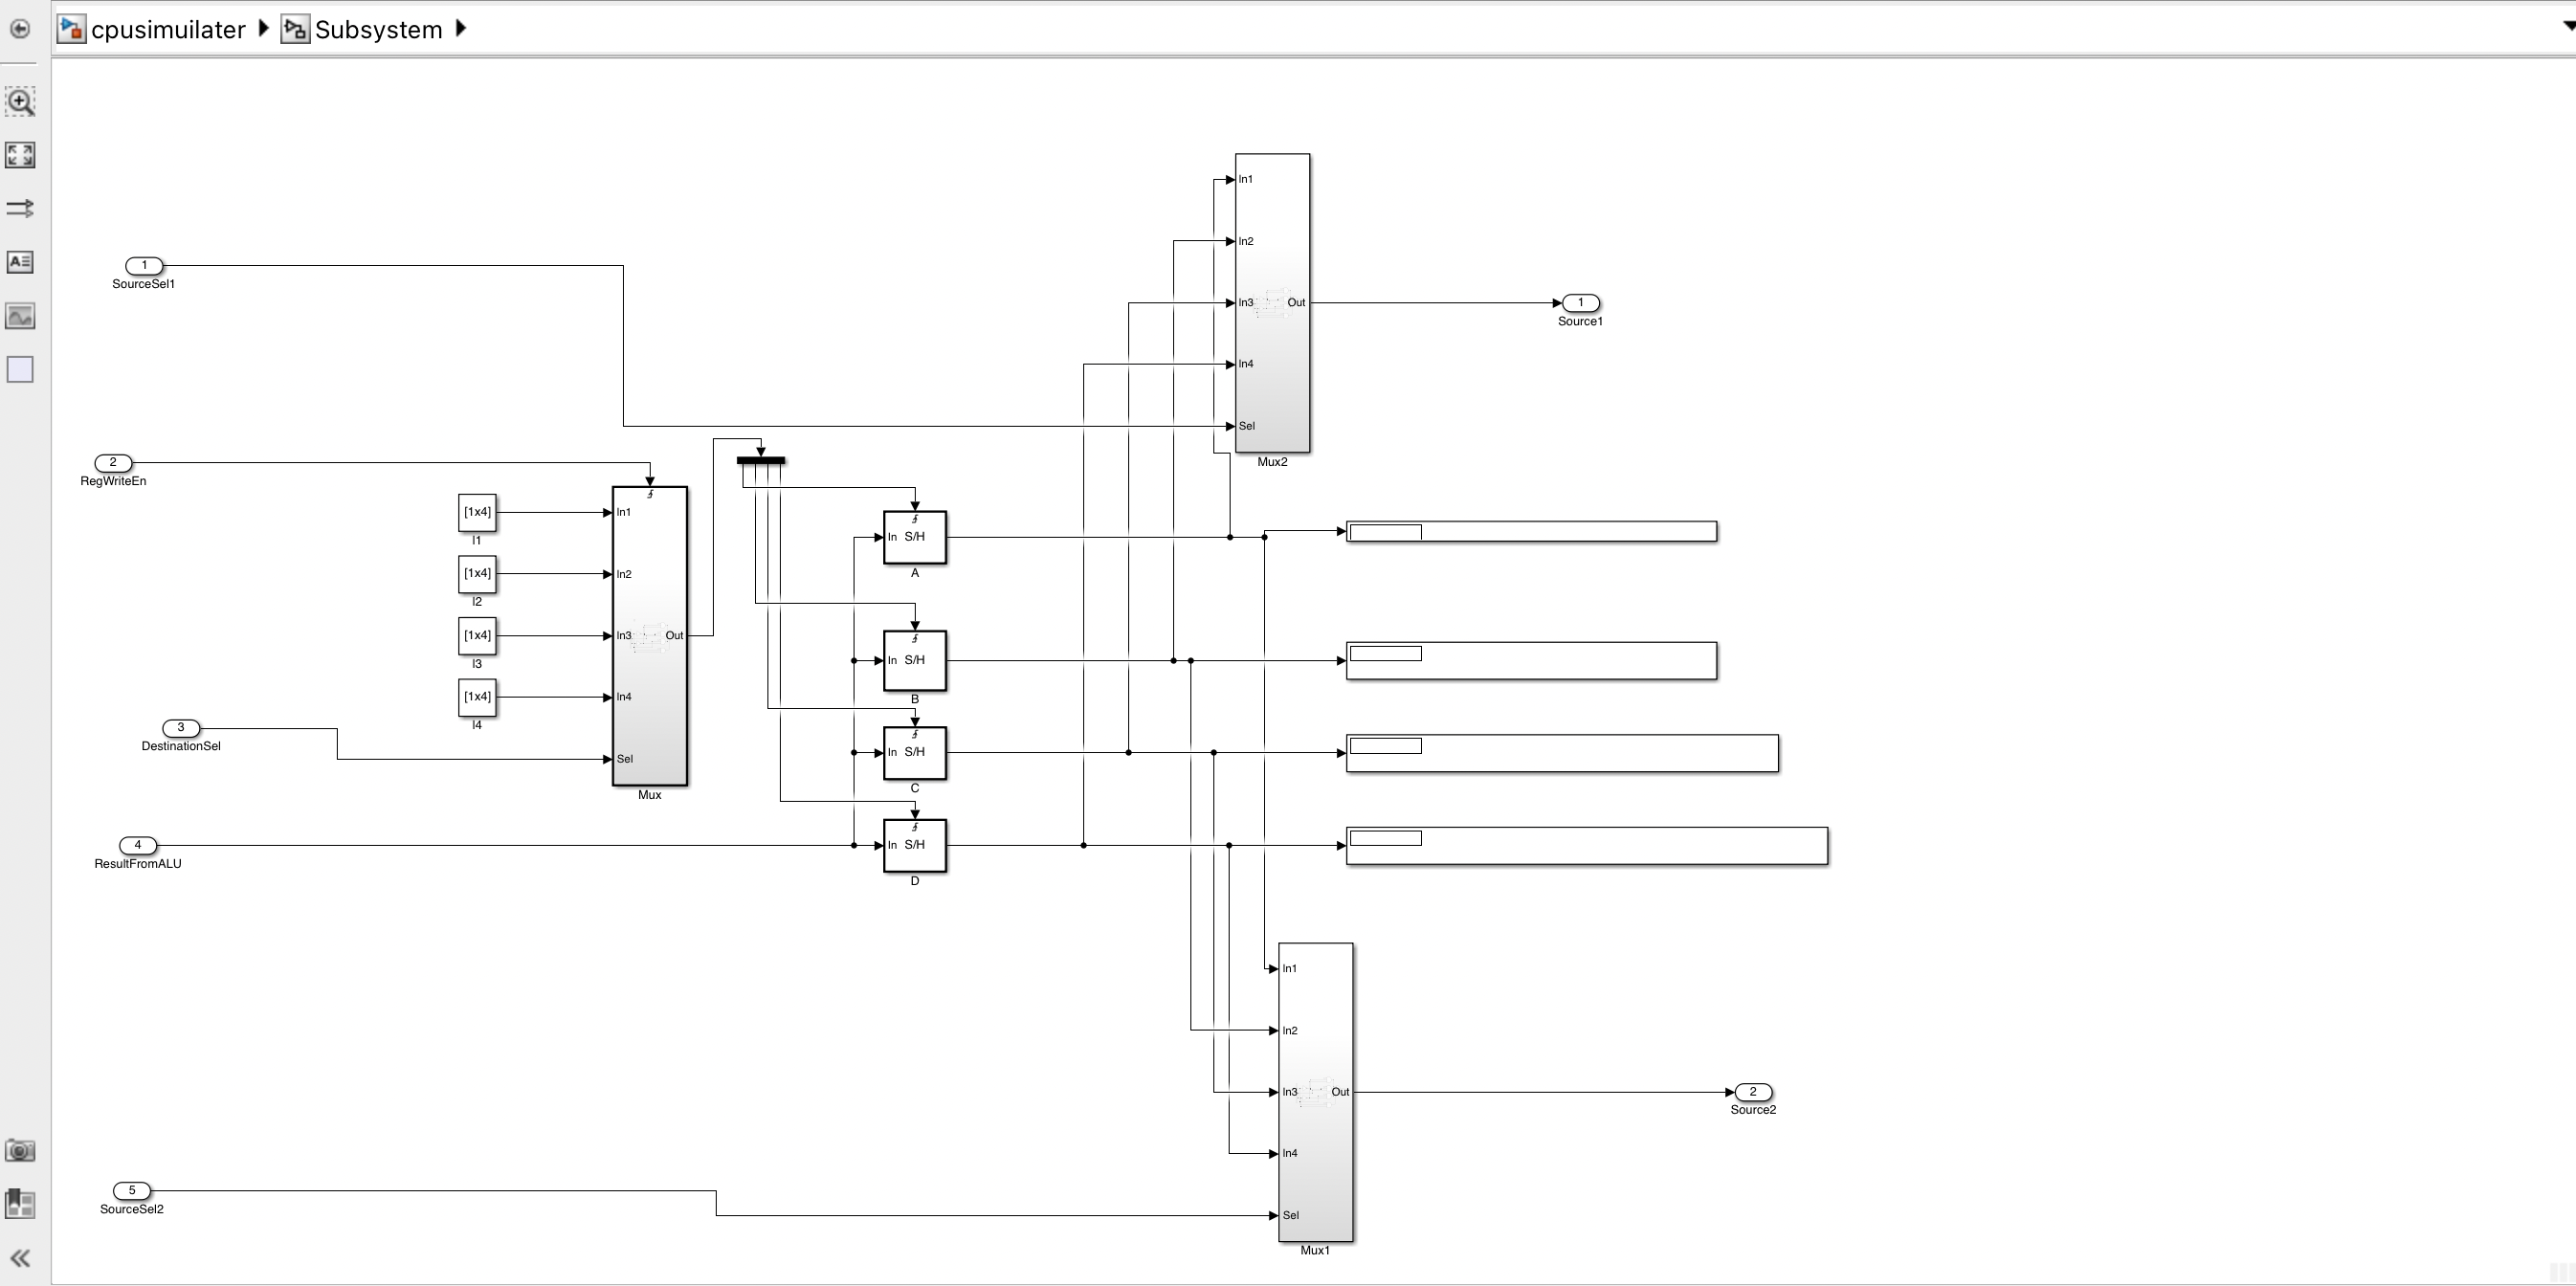 cpusimuilater Subsystem
In1
In2
1
SourceSel1
In3 Out
1
Source1
In4
Sel
Mux2
2
RegWriteEn
[1x4]
I1
In1
[1x4]
I2
In2
[1x4]
I3
In3 Out
[1x4]
I4
In4
3
DestinationSel
Sel
Mux
In S/H
A
In S/H
B
In S/H
C
4
ResultFromALU
In S/H
D
In1
In2
In3 Out
2
Source2
In4
5
SourceSel2
Sel
Mux1